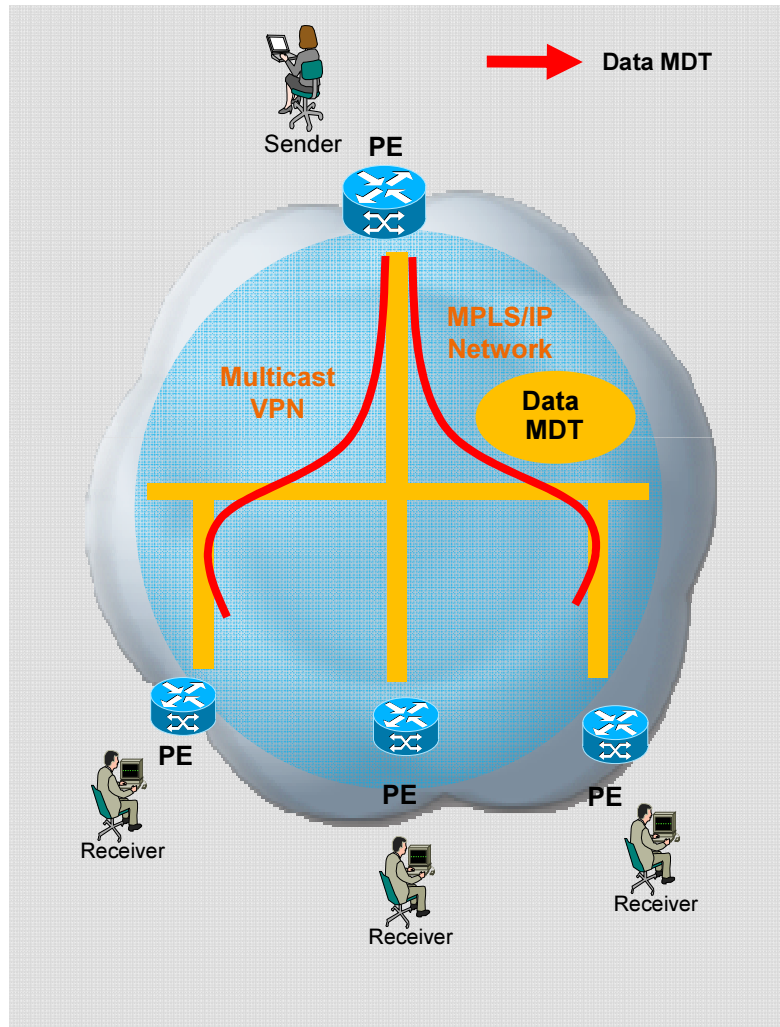 Data MDT
Sender
PE
MPLS/IP
Network
Multicast
VPN
Data
MDT
PE
PE
PE
Receiver
Receiver
Receiver